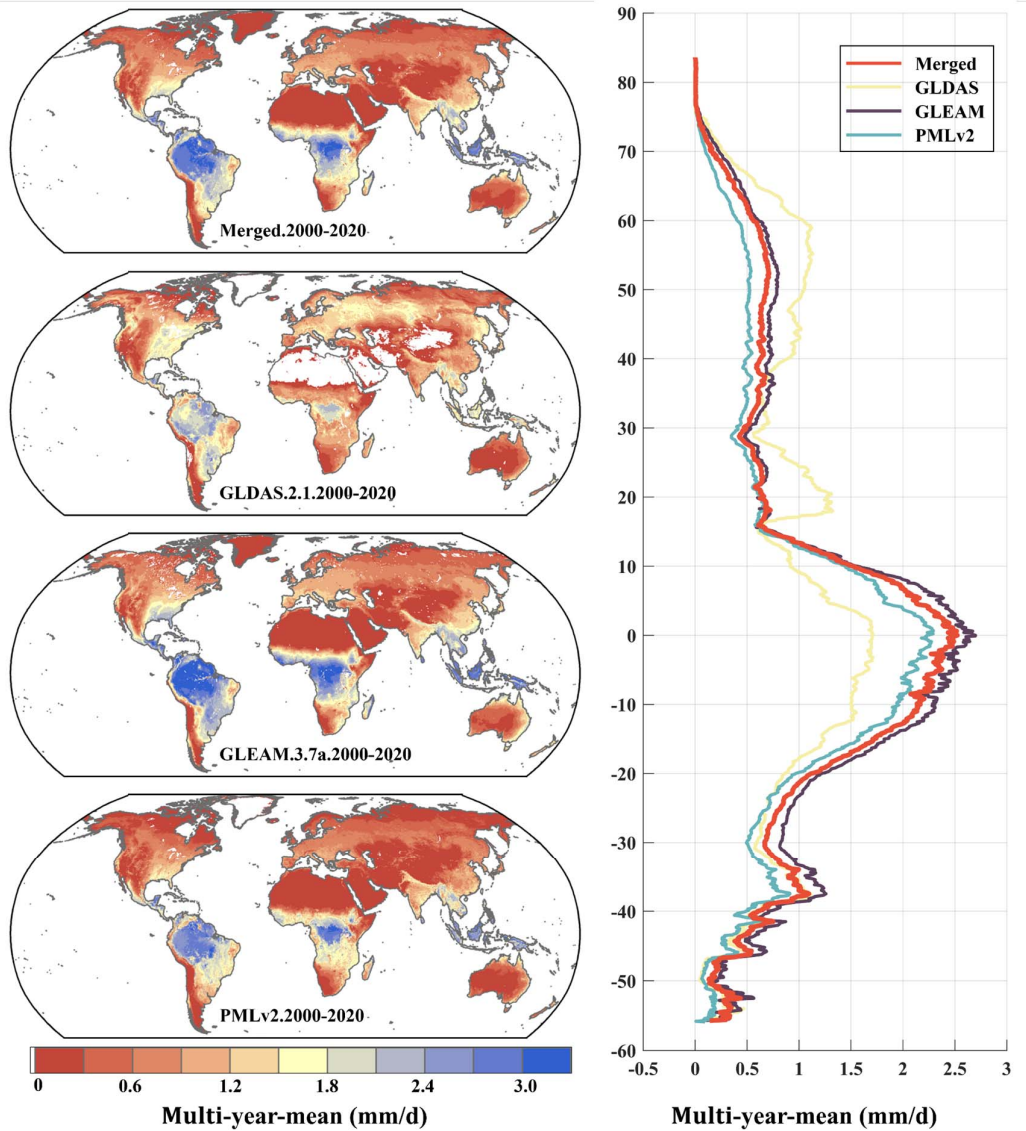 Merged.2000-2020
GLDAS.2.1.2000-2020
GLEAM.3.7a.2000-2020
PMLv2.2000-2020
0 0.6 1.2 1.8 2.4 3.0
Multi-year-mean (mm/d)
90
80
70
60
50
40
30
20
10
0
-10
-20
-30
-40
-50
-60
-0.5 0 0.5 1 1.5 2 2.5 3
Merged
GLDAS
GLEAM
PMLv2
Multi-year-mean (mm/d)